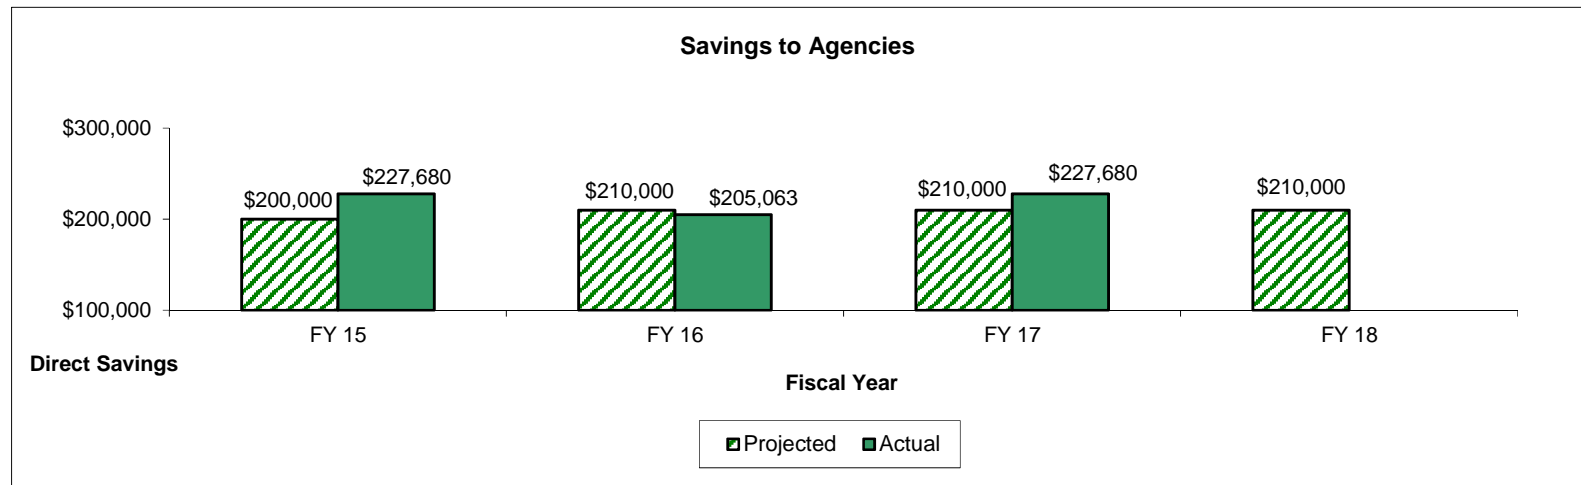 Savings to Agencies
$300,000
$200,000
$100,000
$200,000
$227,680
$210,000
$205,063
$210,000
$227,680
$210,000
FY 15
FY 16
FY 17
FY 18
Direct Savings
Fiscal Year
Projected Actual